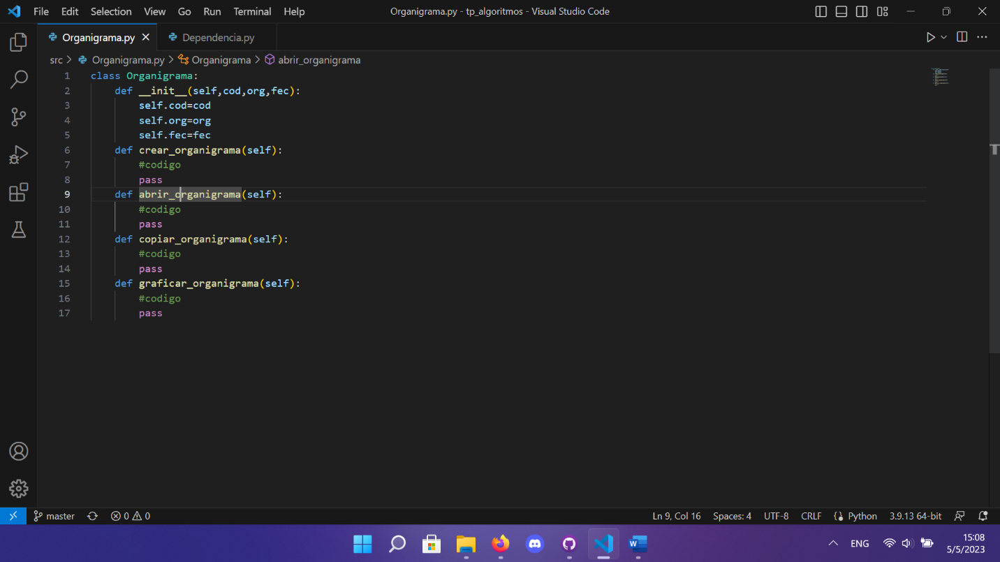 File Edit Selection View Go Run Terminal Help Organigrama.py - tp_algoritmos - Visual Studio Code
Organigrama.py Dependencia.py
src > Organigrama.py > Organigrama > abrir_organigrama
1 class Organigrama:
2 def __init__(self,cod,org,fec):
3 self.cod=cod
4 self.org=org
5 self.fec=fec
6 def crear_organigrama(self):
7 #codigo
8 pass
9 def abrir_organigrama(self):
10 #codigo
11 pass
12 def copiar_organigrama(self):
13 #codigo
14 pass
15 def graficar_organigrama(self):
16 #codigo
17 pass
master 0 0 Ln 9, Col 16 Spaces: 4 UTF-8 CRLF Python 3.9.13 64-bit
ENG 15:08
5/5/2023